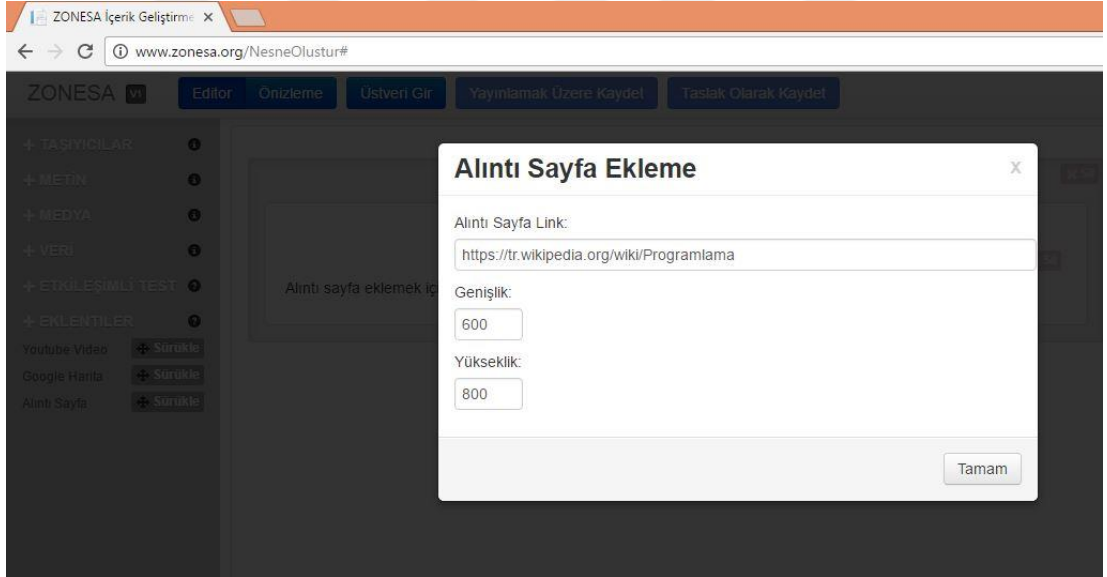 ZONESA İçerik Geliştirme
www.zonesa.org/NesneOlustur#
ZONESA V1 Editor Önizleme Üstveri Gir Yayınlamak Üzere Kaydet Taslak Olarak Kaydet
TAŞIYICILAR
METİN
MEDYA
VERİ
ETKİLEŞİMLİ TEST
EKLENTİLER
Youtube Video Sürükle
Google Harita Sürükle
Alıntı Sayfa Sürükle
Alıntı sayfa eklemek iç
Alıntı Sayfa Ekleme x
Alıntı Sayfa Link:
https://tr.wikipedia.org/wiki/Programlama
Genişlik:
600
Yükseklik:
800
Tamam